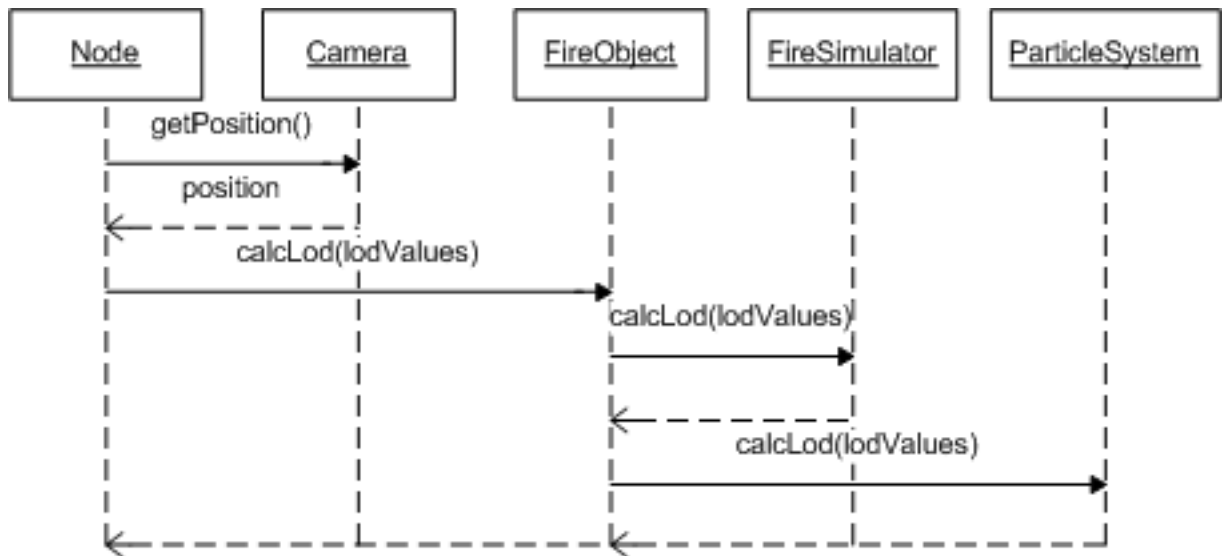 Node
Camera
FireObject
FireSimulator
ParticleSystem
getPosition()
position
calcLod(lodValues)
calcLod(lodValues)
calcLod(lodValues)